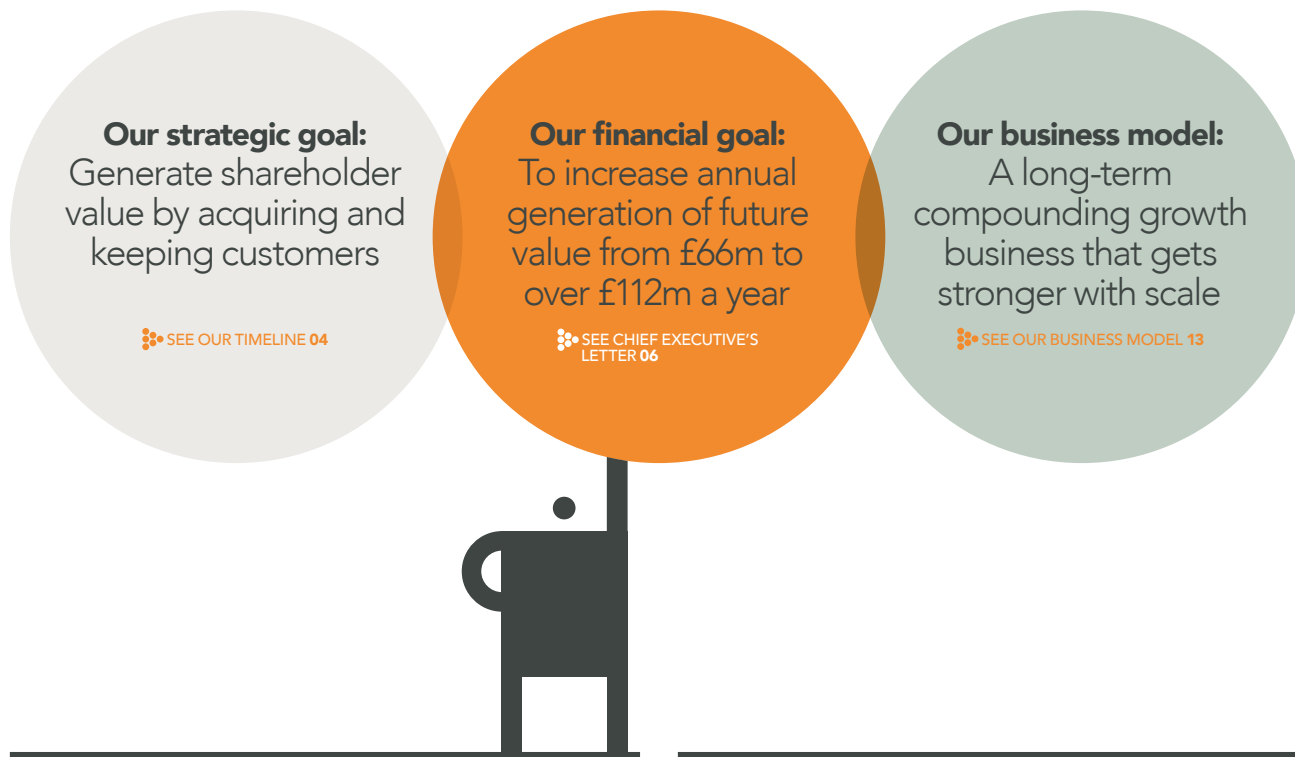 Our strategic goal:
Generate shareholder
value by acquiring and
keeping customers
SEE OUR TIMELINE 04
Our financial goal:
To increase annual
generation of future
value from £66m to
over £112m a year
SEE CHIEF EXECUTIVE'S
LETTER 06
Our business model:
A long-term
compounding growth
business that gets
stronger with scale
SEE OUR BUSINESS MODEL 13